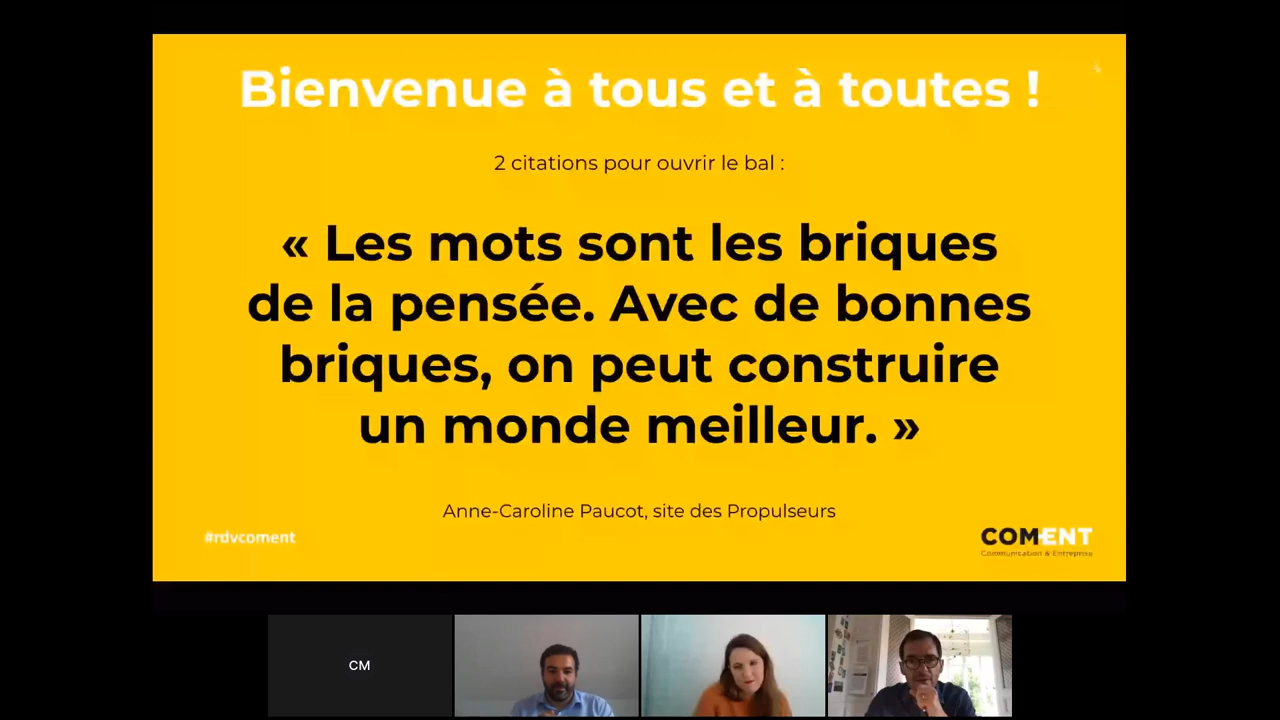 Bienvenue à tous et à toutes !
2 citations pour ouvrir le bal :
« Les mots sont les briques
de la pensée. Avec de bonnes
briques, on peut construire
un monde meilleur. »
Anne-Caroline Paucot, site des Propulseurs
#rdvcoment
COMENT
Communication & Entreprise
CM